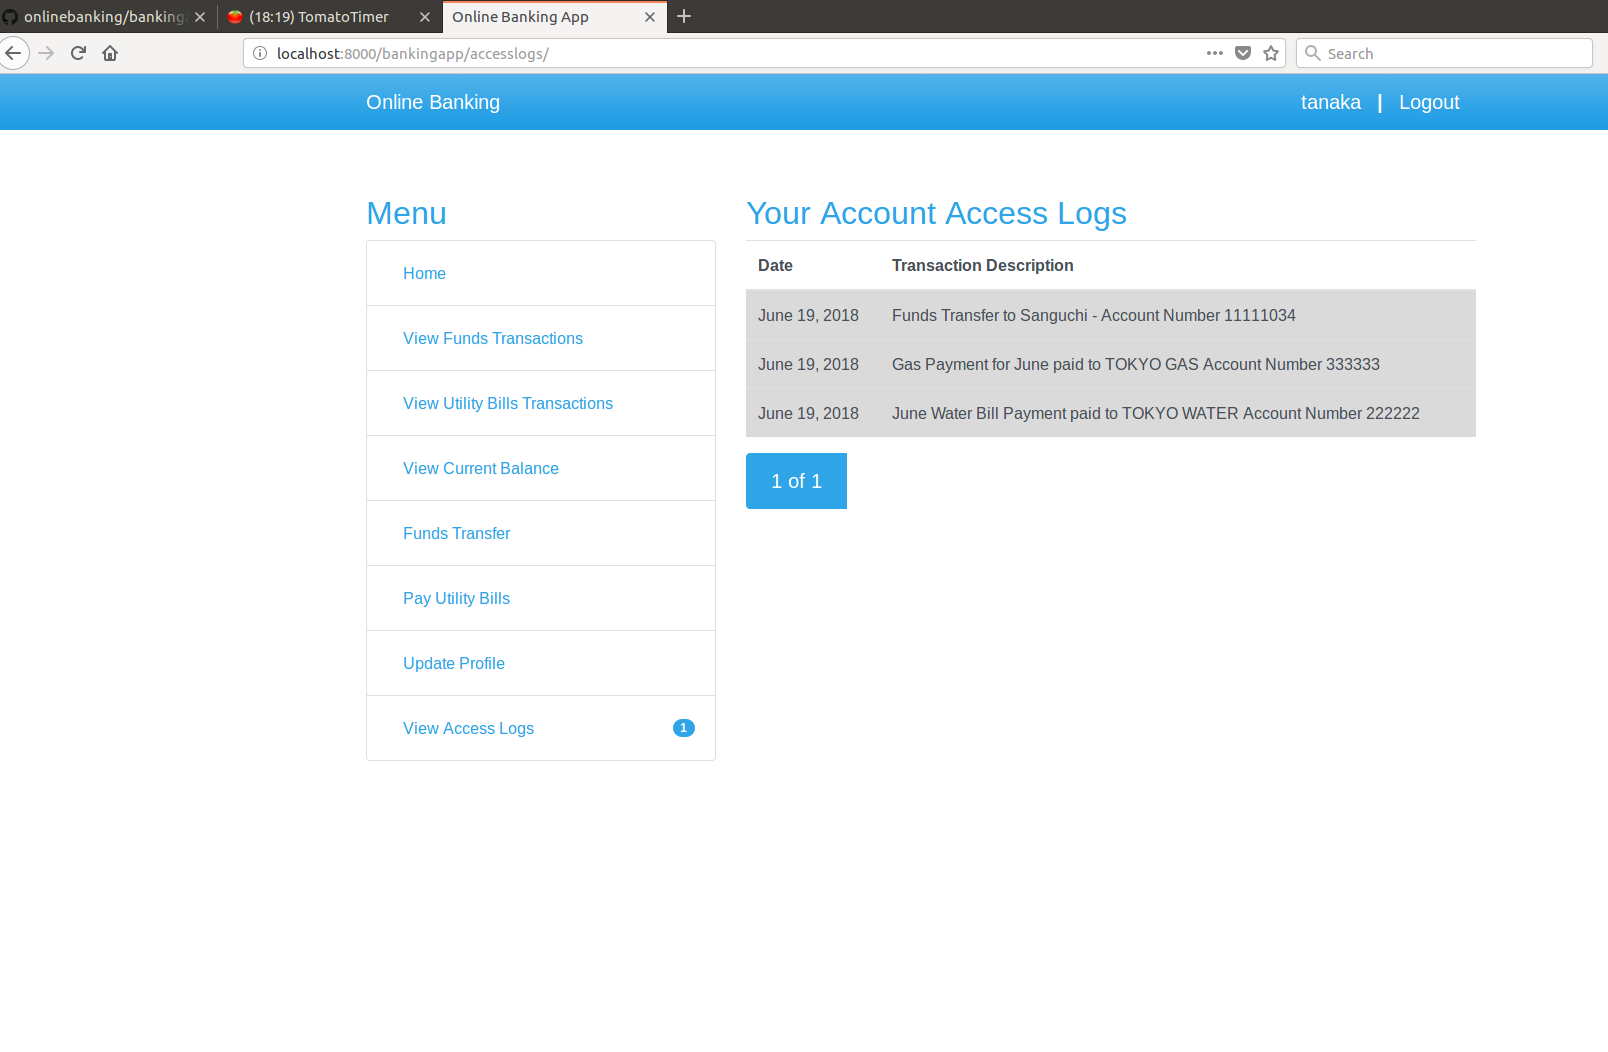 onlinebanking/banking
(18:19) TomatoTimer
Online Banking App
localhost:8000/bankingapp/accesslogs/
Search
Online Banking
tanaka | Logout
Menu
Home
View Funds Transactions
View Utility Bills Transactions
View Current Balance
Funds Transfer
Pay Utility Bills
Update Profile
View Access Logs 1
Your Account Access Logs
Date Transaction Description
June 19, 2018 Funds Transfer to Sanguchi - Account Number 11111034
June 19, 2018 Gas Payment for June paid to TOKYO GAS Account Number 333333
June 19, 2018 June Water Bill Payment paid to TOKYO WATER Account Number 222222
1 of 1